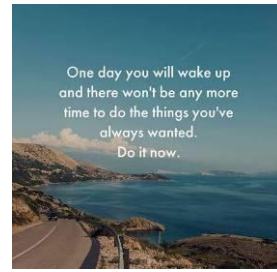 One day you will wake up
and there won't be any more
time to do the things you've
always wanted.
Do it now.